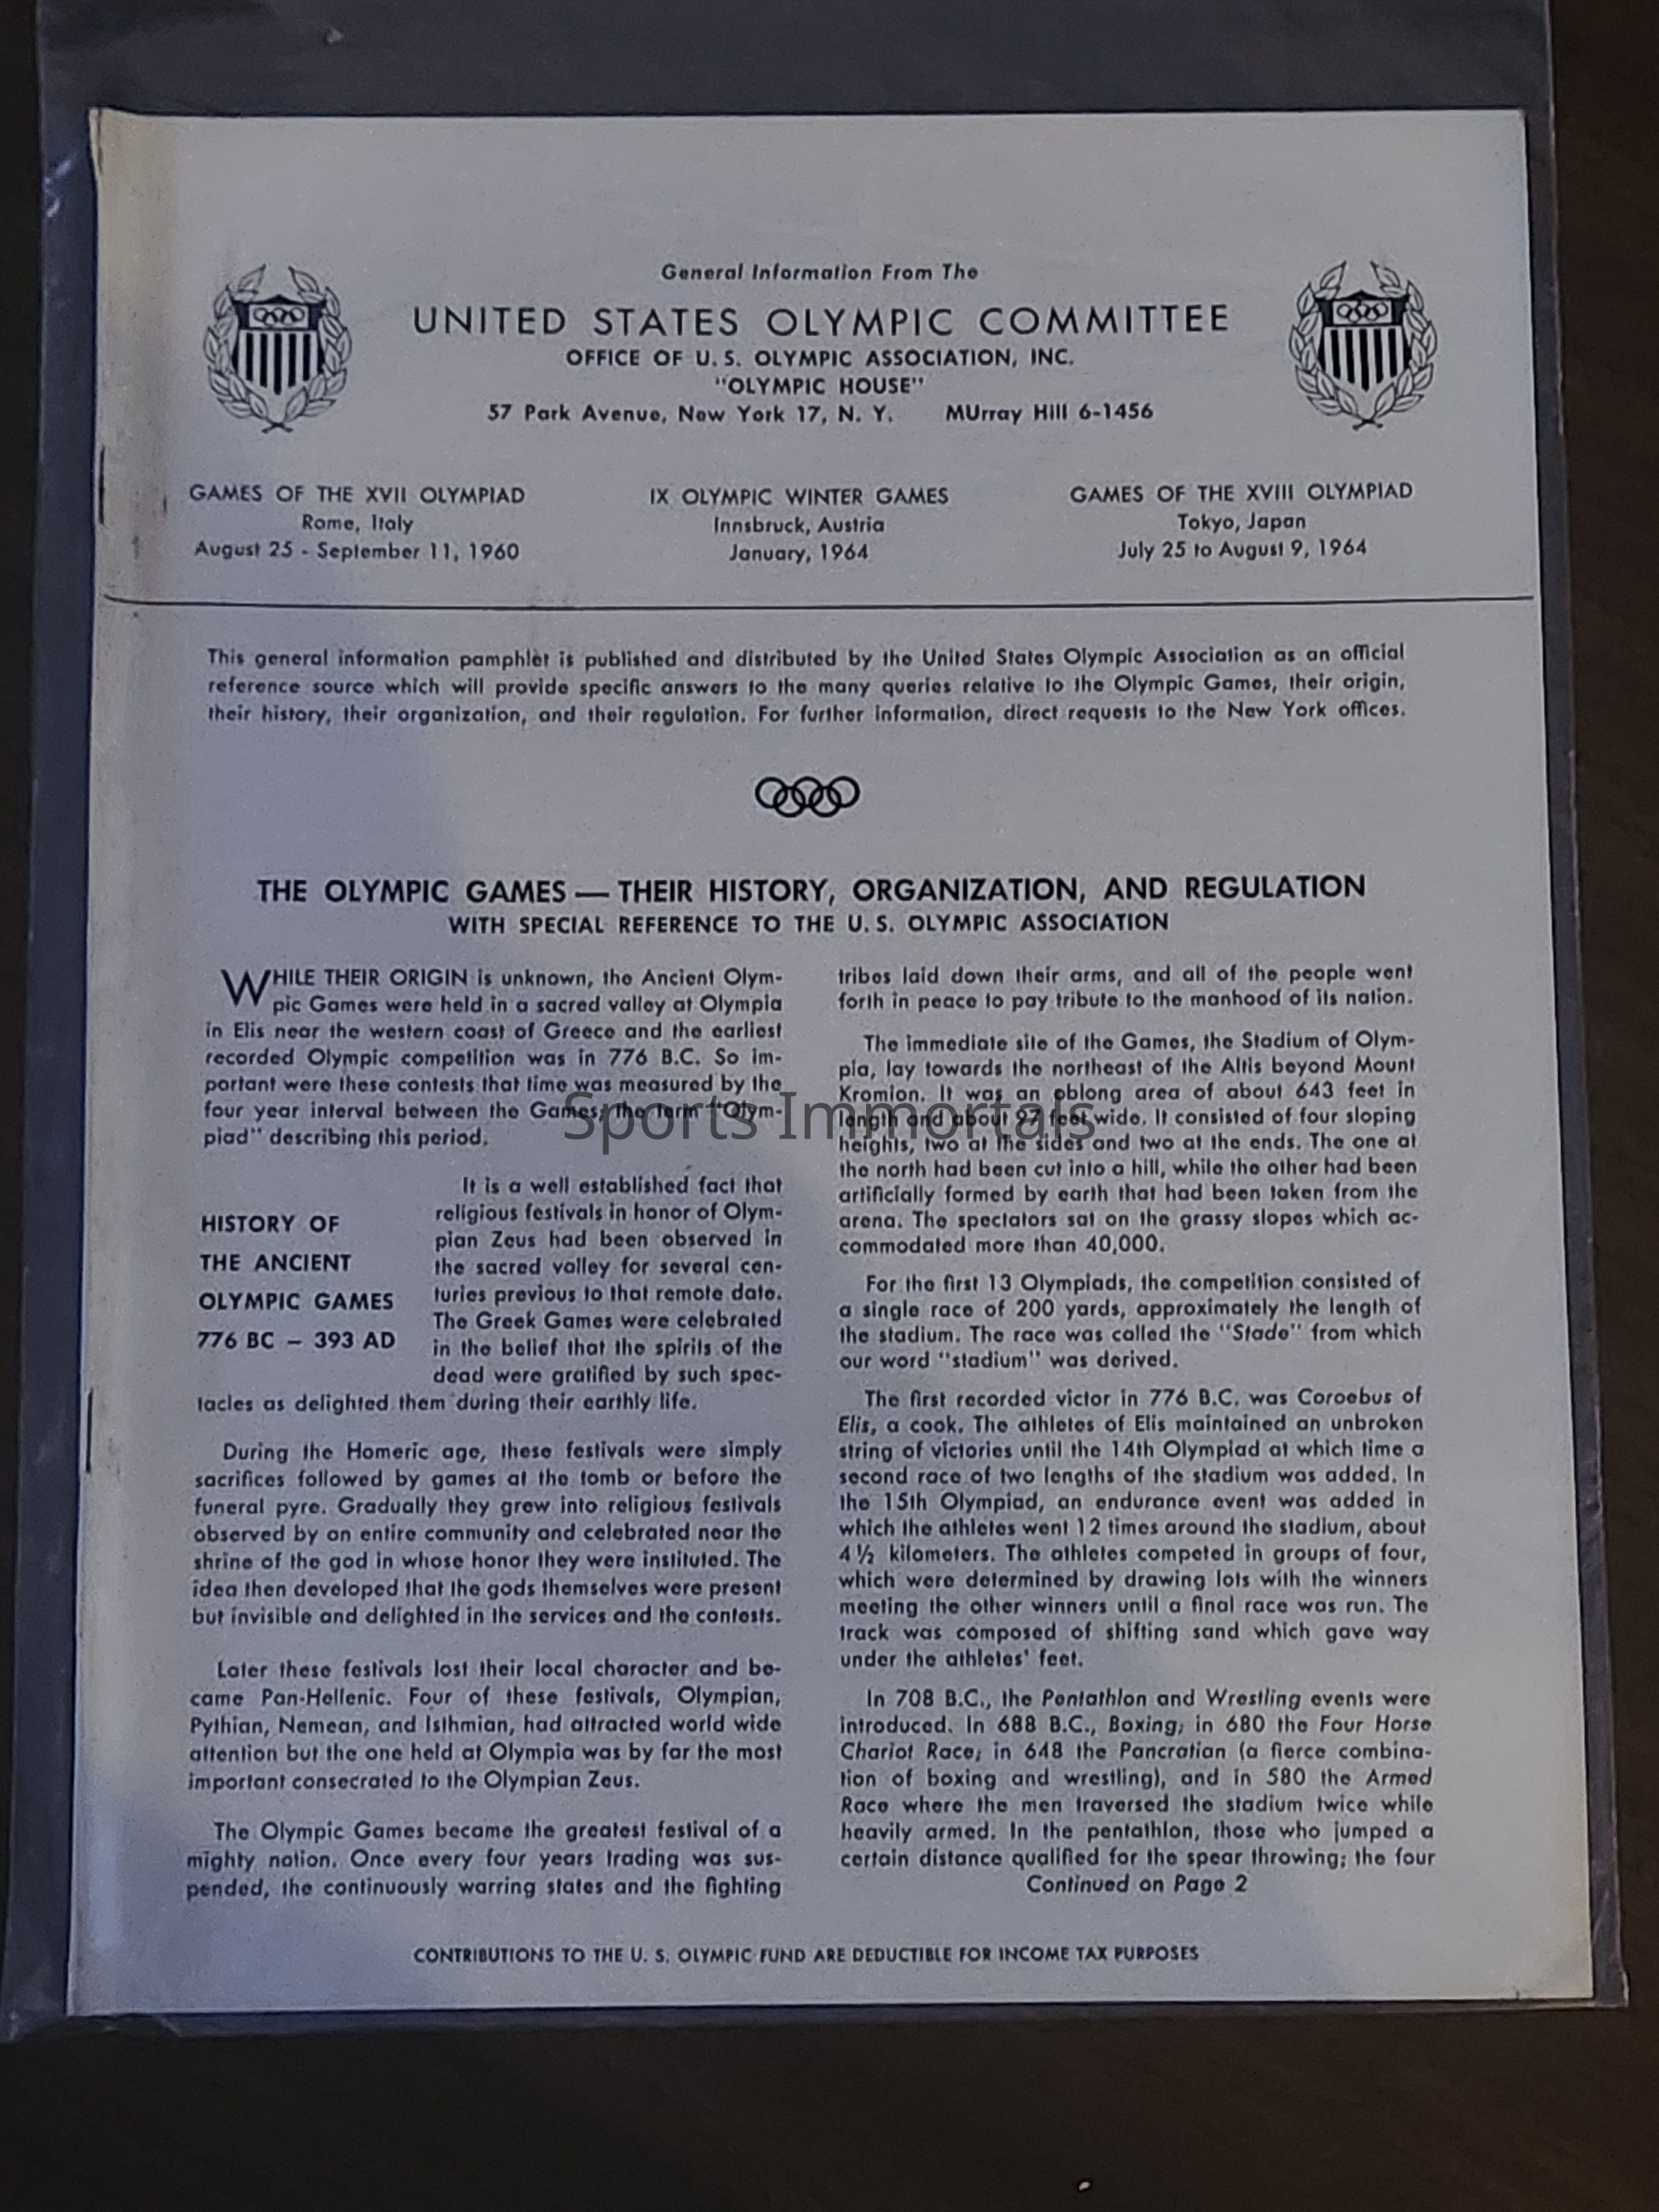 General Information From The
UNITED STATES OLYMPIC COMMITTEE
OFFICE OF U. S. OLYMPIC ASSOCIATION, INC.
"OLYMPIC HOUSE"
57 Park Avenue, New York 17, N. Y. MUrray Hill 6-1456
GAMES OF THE XVII OLYMPIAD
Rome, Italy
August 25 - September 11, 1960
IX OLYMPIC WINTER GAMES
Innsbruck, Austria
January, 1964
GAMES OF THE XVIII OLYMPIAD
Tokyo, Japan
July 25 to August 9, 1964
This general information pamphlet is published and distributed by the United States Olympic Association as an official
reference source which will provide specific answers to the many queries relative to the Olympic Games, their origin,
their history, their organization, and their regulation. For further information, direct requests to the New York offices.
THE OLYMPIC GAMES — THEIR HISTORY, ORGANIZATION, AND REGULATION
WITH SPECIAL REFERENCE TO THE U. S. OLYMPIC ASSOCIATION
WHILE THEIR ORIGIN is unknown, the Ancient Olym-
pic Games were held in a sacred valley at Olympia
in Elis near the western coast of Greece and the earliest
recorded Olympic competition was in 776 B.C. So im-
portant were these contests that time was measured by the
four year interval between the Games; the term "Olym-
piad" describing this period.
HISTORY OF
THE ANCIENT
OLYMPIC GAMES
776 BC – 393 AD
It is a well established fact that
religious festivals in honor of Olym-
pian Zeus had been observed in
the sacred valley for several cen-
turies previous to that remote date.
The Greek Games were celebrated
in the belief that the spirits of the
dead were gratified by such spec-
tacles as delighted them during their earthly life.
During the Homeric age, these festivals were simply
sacrifices followed by games at the tomb or before the
funeral pyre. Gradually they grew into religious festivals
observed by an entire community and celebrated near the
shrine of the god in whose honor they were instituted. The
idea then developed that the gods themselves were present
but invisible and delighted in the services and the contests.
Later these festivals lost their local character and be-
came Pan-Hellenic. Four of these festivals, Olympian,
Pythian, Nemean, and Isthmian, had attracted world wide
attention but the one held at Olympia was by far the most
important consecrated to the Olympian Zeus.
The Olympic Games became the greatest festival of a
mighty nation. Once every four years trading was sus-
pended, the continuously warring states and the fighting
tribes laid down their arms, and all of the people went
forth in peace to pay tribute to the manhood of its nation.
The immediate site of the Games, the Stadium of Olym-
pia, lay towards the northeast of the Altis beyond Mount
Kromion. It was an oblong area of about 643 feet in
length and about 97 feet wide. It consisted of four sloping
heights, two at the sides and two at the ends. The one at
the north had been cut into a hill, while the other had been
artificially formed by earth that had been taken from the
arena. The spectators sat on the grassy slopes which ac-
commodated more than 40,000.
For the first 13 Olympiads, the competition consisted of
a single race of 200 yards, approximately the length of
the stadium. The race was called the "Stade" from which
our word "stadium" was derived.
The first recorded victor in 776 B.C. was Coroebus of
Elis, a cook. The athletes of Elis maintained an unbroken
string of victories until the 14th Olympiad at which time a
second race of two lengths of the stadium was added. In
the 15th Olympiad, an endurance event was added in
which the athletes went 12 times around the stadium, about
4½ kilometers. The athletes competed in groups of four,
which were determined by drawing lots with the winners
meeting the other winners until a final race was run. The
track was composed of shifting sand which gave way
under the athletes' feet.
In 708 B.C., the Pentathlon and Wrestling events were
introduced. In 688 B.C., Boxing; in 680 the Four Horse
Chariot Race; in 648 the Pancratian (a fierce combina-
tion of boxing and wrestling), and in 580 the Armed
Race where the men traversed the stadium twice while
heavily armed. In the pentathlon, those who jumped a
certain distance qualified for the spear throwing; the four
Continued on Page 2
CONTRIBUTIONS TO THE U. S. OLYMPIC FUND ARE DEDUCTIBLE FOR INCOME TAX PURPOSES
Sports Immortals